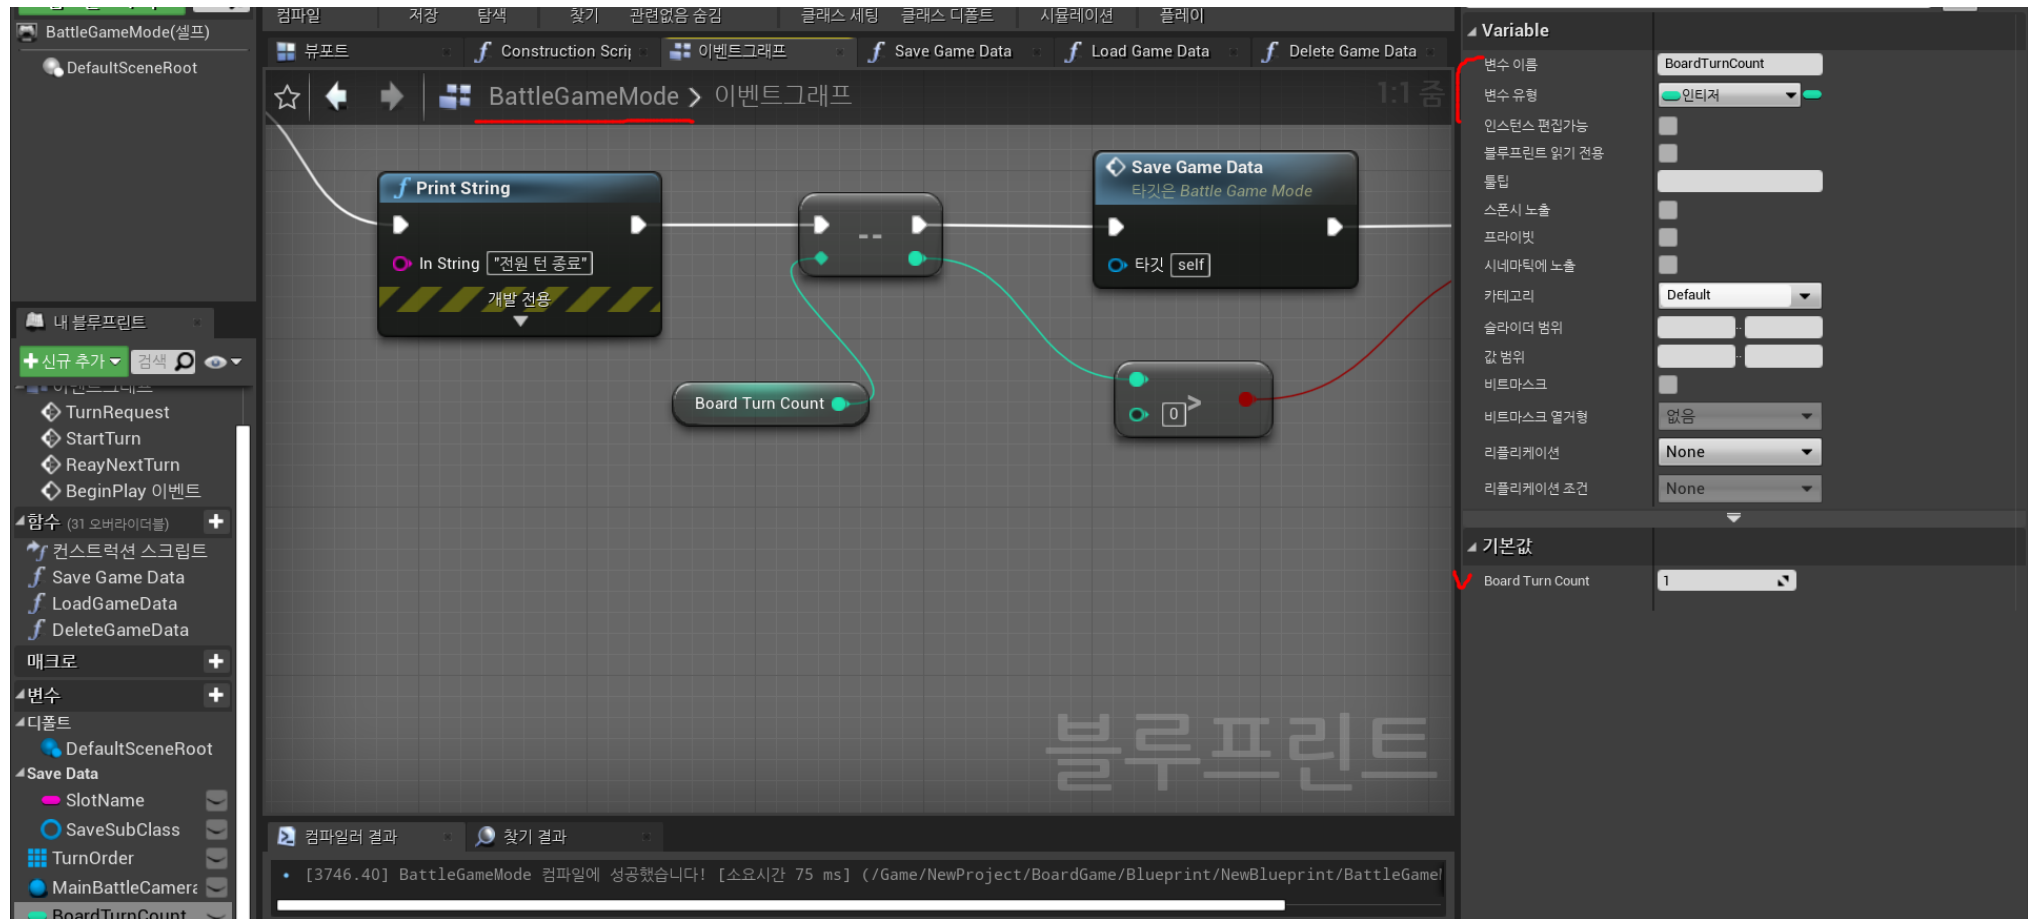 컴파일
저장
탐색
찾기
관련없음 숨김
클래스 세팅
클래스 디폴트
시뮬레이션
플레이
BattleGameMode(셀프)
DefaultSceneRoot
뷰포트
Construction Scrip
이벤트그래프
Save Game Data
Load Game Data
Delete Game Data
BattleGameMode > 이벤트그래프
1:1 줌
Print String
In String "전원 턴 종료"
개발 전용
--
Save Game Data
타깃은 Battle Game Mode
타깃 self
Board Turn Count
0 >
블루프린트
내 블루프린트
신규 추가
검색
이벤트그래프
TurnRequest
StartTurn
ReayNextTurn
BeginPlay 이벤트
함수 (31 오버라이더블)
컨스트럭션 스크립트
Save Game Data
LoadGameData
DeleteGameData
매크로
변수
디폴트
DefaultSceneRoot
Save Data
SlotName
SaveSubClass
TurnOrder
MainBattleCamera
BoardTurnCount
컴파일러 결과
찾기 결과
[3746.40] BattleGameMode 컴파일에 성공했습니다! [소요시간 75 ms] (/Game/NewProject/BoardGame/Blueprint/NewBlueprint/BattleGame
Variable
변수 이름 BoardTurnCount
변수 유형 인티저
인스턴스 편집가능
블루프린트 읽기 전용
툴팁
스폰시 노출
프라이빗
시네마틱에 노출
카테고리 Default
슬라이더 범위
값 범위
비트마스크
비트마스크 열거형 없음
리플리케이션 None
리플리케이션 조건 None
기본값
Board Turn Count 1